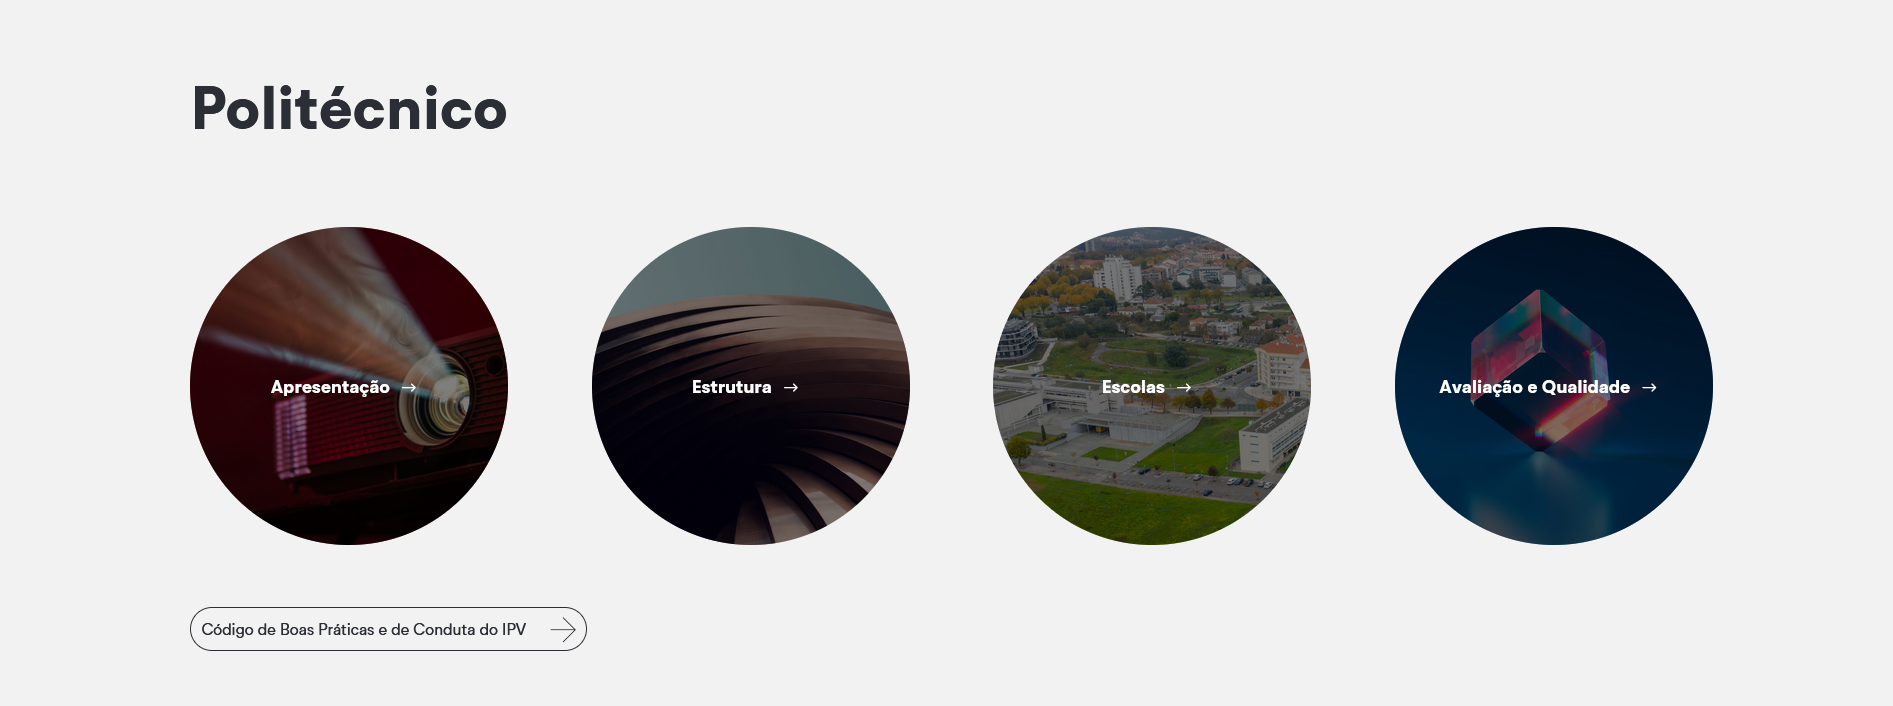 Politécnico
Apresentação →
Estrutura →
Escolas →
Avaliação e Qualidade →
Código de Boas Práticas e de Conduta do IPV